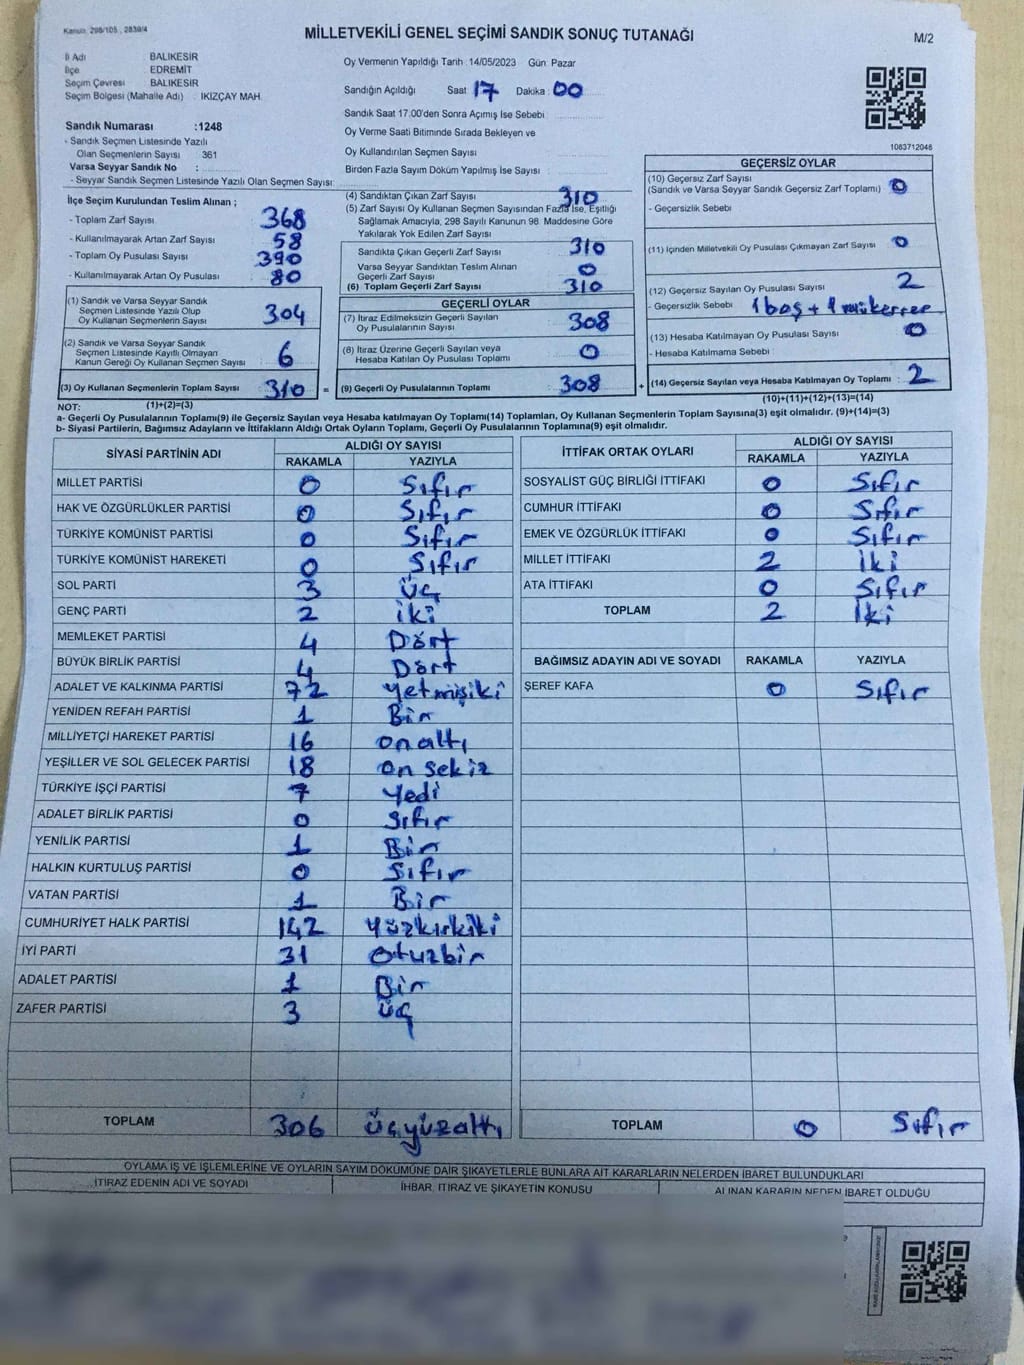 Kanun: 298/105 , 2839/4
MİLLETVEKİLİ GENEL SEÇİMİ SANDIK SONUÇ TUTANAĞI
M/2
İl Adı BALIKESİR
İlçe EDREMİT
Seçim Çevresi BALIKESİR
Seçim Bölgesi (Mahalle Adı) : İKİZÇAY MAH.
Sandık Numarası :1248
- Sandık Seçmen Listesinde Yazılı
Olan Seçmenlerin Sayısı 361
Varsa Seyyar Sandık No :
- Seyyar Sandık Seçmen Listesinde Yazılı Olan Seçmen Sayısı:
Oy Vermenin Yapıldığı Tarih :14/05/2023 Gün: Pazar
Sandığın Açıldığı Saat 17 Dakika : 00
Sandık Saat 17:00'den Sonra Açılmış İse Sebebi :
Oy Verme Saati Bitiminde Sırada Bekleyen ve
Oy Kullandırılan Seçmen Sayısı
Birden Fazla Sayım Döküm Yapılmış İse Sayısı :
1083712046
İlçe Seçim Kurulundan Teslim Alınan ;
- Toplam Zarf Sayısı : 368
- Kullanılmayarak Artan Zarf Sayısı : 58
- Toplam Oy Pusulası Sayısı : 390
- Kullanılmayarak Artan Oy Pusulası : 80
(1) Sandık ve Varsa Seyyar Sandık
Seçmen Listesinde Yazılı Olup
Oy Kullanan Seçmenlerin Sayısı : 304
(2) Sandık ve Varsa Seyyar Sandık
Seçmen Listesinde Kayıtlı Olmayan
Kanun Gereği Oy Kullanan Seçmen Sayısı : 6
(3) Oy Kullanan Seçmenlerin Toplam Sayısı : 310 =
(1)+(2)=(3)
(4) Sandıktan Çıkan Zarf Sayısı : 310
(5) Zarf Sayısı Oy Kullanan Seçmen Sayısından Fazla İse, Eşitliği
Sağlamak Amacıyla, 298 Sayılı Kanunun 98. Maddesine Göre
Yakılarak Yok Edilen Zarf Sayısı :
Sandıkta Çıkan Geçerli Zarf Sayısı : 310
Varsa Seyyar Sandıktan Teslim Alınan
Geçerli Zarf Sayısı : 0
(6) Toplam Geçerli Zarf Sayısı : 310
GEÇERLİ OYLAR
(7) İtiraz Edilmeksizin Geçerli Sayılan
Oy Pusulalarının Sayısı : 308
(8) İtiraz Üzerine Geçerli Sayılan veya
Hesaba Katılan Oy Pusulası Toplamı : 0
(9) Geçerli Oy Pusulalarının Toplamı : 308 +
GEÇERSİZ OYLAR
(10) Geçersiz Zarf Sayısı
(Sandık ve Varsa Seyyar Sandık Geçersiz Zarf Toplamı) : 0
- Geçersizlik Sebebi :
(11) İçinden Milletvekili Oy Pusulası Çıkmayan Zarf Sayısı : 0
(12) Geçersiz Sayılan Oy Pusulası Sayısı : 2
- Geçersizlik Sebebi : 1 boş + 1 mükerrer
(13) Hesaba Katılmayan Oy Pusulası Sayısı : 0
- Hesaba Katılmama Sebebi :
(14) Geçersiz Sayılan veya Hesaba Katılmayan Oy Toplamı : 2
(10)+(11)+(12)+(13)=(14)
NOT:
a- Geçerli Oy Pusulalarının Toplamı(9) ile Geçersiz Sayılan veya Hesaba katılmayan Oy Toplamı(14) Toplamları, Oy Kullanan Seçmenlerin Toplam Sayısına(3) eşit olmalıdır. (9)+(14)=(3)
b- Siyasi Partilerin, Bağımsız Adayların ve İttifakların Aldığı Ortak Oyların Toplamı, Geçerli Oy Pusulalarının Toplamına(9) eşit olmalıdır.
SİYASİ PARTİNİN ADI ALDIĞI OY SAYISI
RAKAMLA YAZIYLA
MİLLET PARTİSİ 0 Sıfır
HAK VE ÖZGÜRLÜKLER PARTİSİ 0 Sıfır
TÜRKİYE KOMÜNİST PARTİSİ 0 Sıfır
TÜRKİYE KOMÜNİST HAREKETİ 0 Sıfır
SOL PARTİ 3 üç
GENÇ PARTİ 2 iki
MEMLEKET PARTİSİ 4 Dört
BÜYÜK BİRLİK PARTİSİ 4 Dört
ADALET VE KALKINMA PARTİSİ 72 yetmişiki
YENİDEN REFAH PARTİSİ 1 Bir
MİLLİYETÇİ HAREKET PARTİSİ 16 onaltı
YEŞİLLER VE SOL GELECEK PARTİSİ 18 on sekiz
TÜRKİYE İŞÇİ PARTİSİ 7 yedi
ADALET BİRLİK PARTİSİ 0 Sıfır
YENİLİK PARTİSİ 1 Bir
HALKIN KURTULUŞ PARTİSİ 0 Sıfır
VATAN PARTİSİ 1 Bir
CUMHURİYET HALK PARTİSİ 142 yüzkırkiki
İYİ PARTİ 31 otuzbir
ADALET PARTİSİ 1 Bir
ZAFER PARTİSİ 3 üç
TOPLAM 306 üçyüzaltı
İTTİFAK ORTAK OYLARI ALDIĞI OY SAYISI
RAKAMLA YAZIYLA
SOSYALİST GÜÇ BİRLİĞİ İTTİFAKI 0 Sıfır
CUMHUR İTTİFAKI 0 Sıfır
EMEK VE ÖZGÜRLÜK İTTİFAKI 0 Sıfır
MİLLET İTTİFAKI 2 İki
ATA İTTİFAKI 0 Sıfır
TOPLAM 2 İki
BAĞIMSIZ ADAYIN ADI VE SOYADI RAKAMLA YAZIYLA
ŞEREF KAFA 0 Sıfır
TOPLAM 0 Sıfır
OYLAMA İŞ VE İŞLEMLERİNE VE OYLARIN SAYIM DÖKÜMÜNE DAİR ŞİKAYETLERLE BUNLARA AİT KARARLARIN NELERDEN İBARET BULUNDUKLARI
İTİRAZ EDENİN ADI VE SOYADI İHBAR, İTİRAZ VE ŞİKAYETİN KONUSU ALINAN KARARIN NEDEN İBARET OLDUĞU